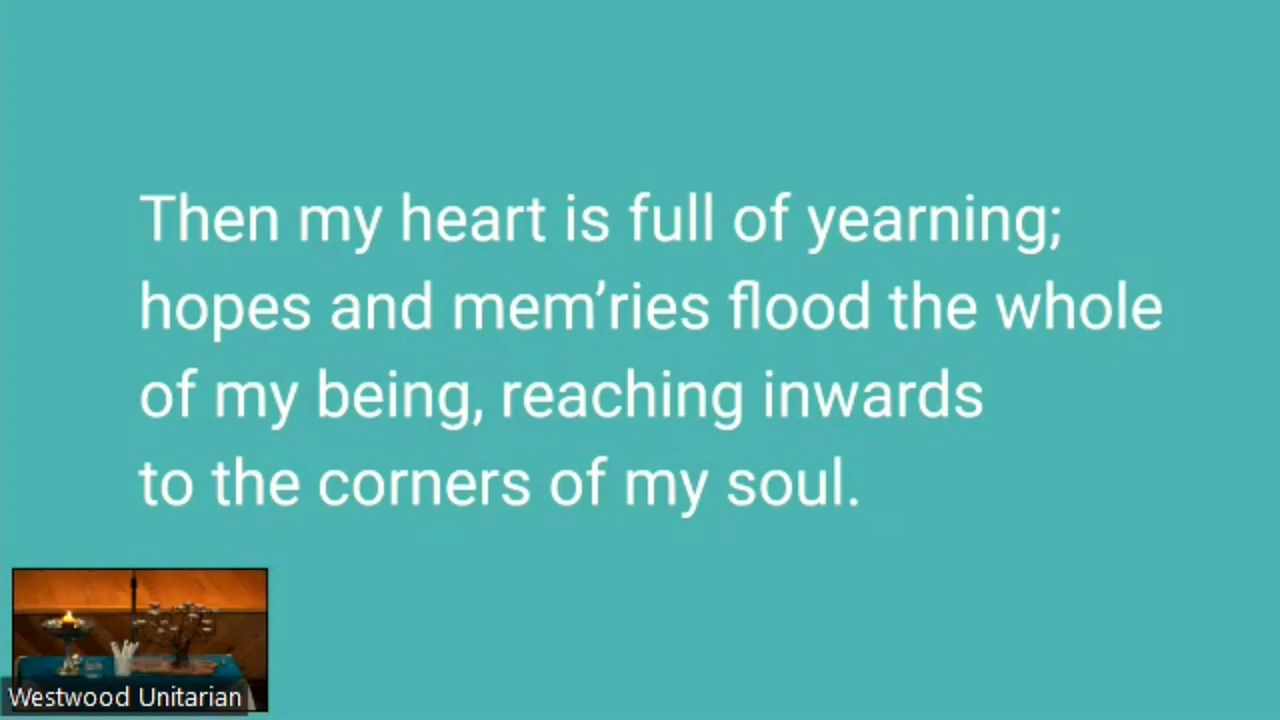 Then my heart is full of yearning;
hopes and mem’ries flood the whole
of my being, reaching inwards
to the corners of my soul.
Westwood Unitarian